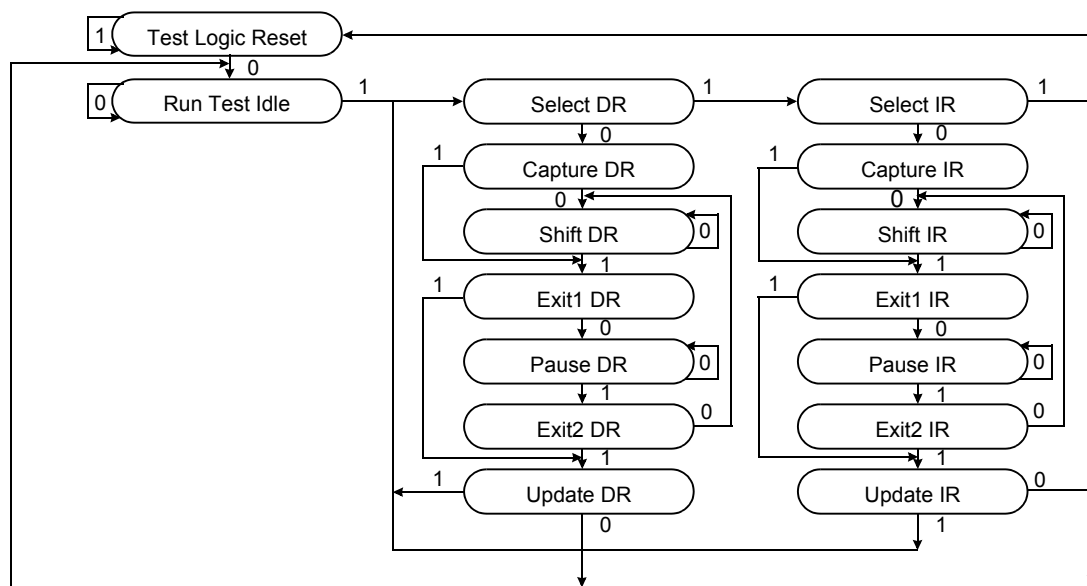 Test Logic Reset
1
0
Run Test Idle
0
1
Select DR
1
Select IR
1
0
0
1
Capture DR
1
Capture IR
0
0
Shift DR
0
Shift IR
0
1
1
1
Exit1 DR
1
Exit1 IR
0
0
Pause DR
0
Pause IR
0
1
1
Exit2 DR
0
Exit2 IR
0
1
1
1
Update DR
Update IR
0
0
1